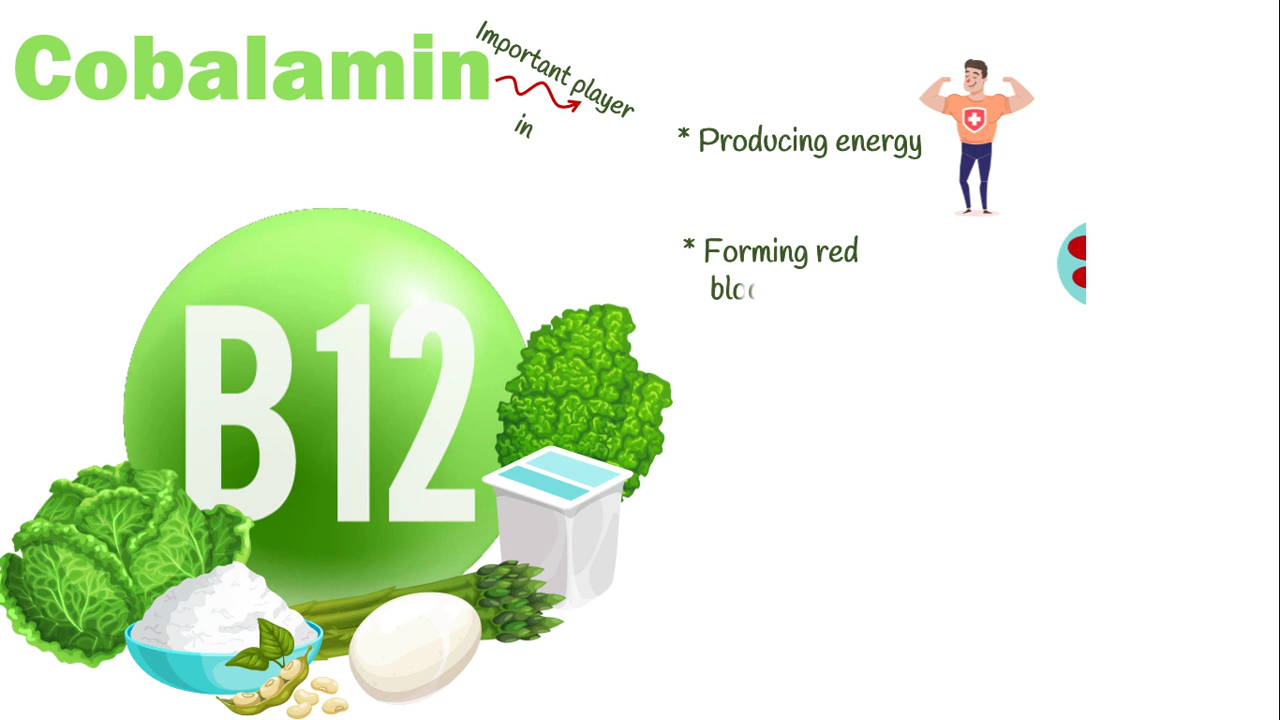 Cobalamin
Important player
in
* Producing energy
* Forming red
B12